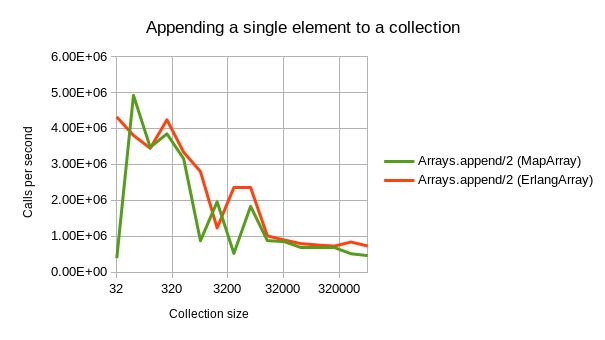 Appending a single element to a collection
6.00E+06
5.00E+06
4.00E+06
3.00E+06
2.00E+06
1.00E+06
0.00E+00
Calls per second
32 320 3200 32000 320000
Collection size
Arrays.append/2 (MapArray)
Arrays.append/2 (ErlangArray)